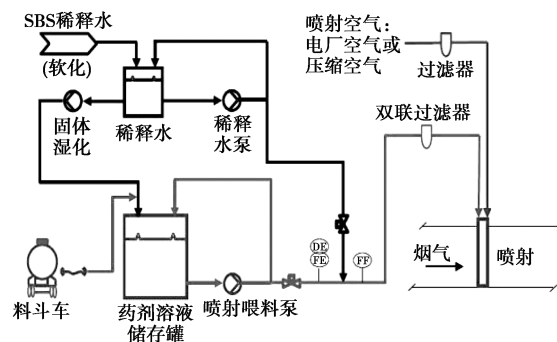 SBS稀释水
(软化)
喷射空气:
电厂空气或
压缩空气
过滤器
双联过滤器
固体
湿化
稀释水
稀释
水泵
料斗车
药剂溶液
储存罐
喷射喂料泵
DE
FE
FF
烟气
喷射